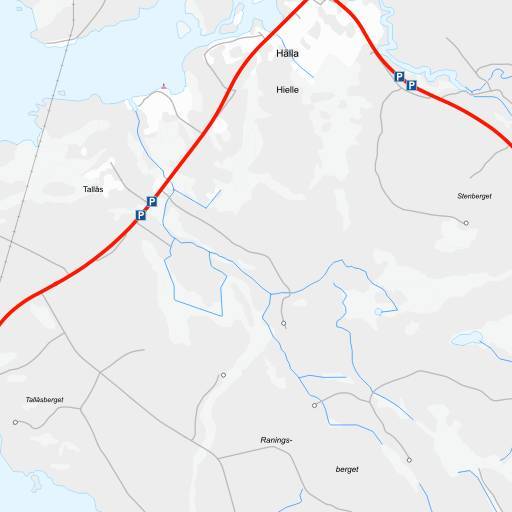 Hälla
P
P
Hielle
Tallås
P
P
Stenberget
Tallåsberget
Ranings-
berget